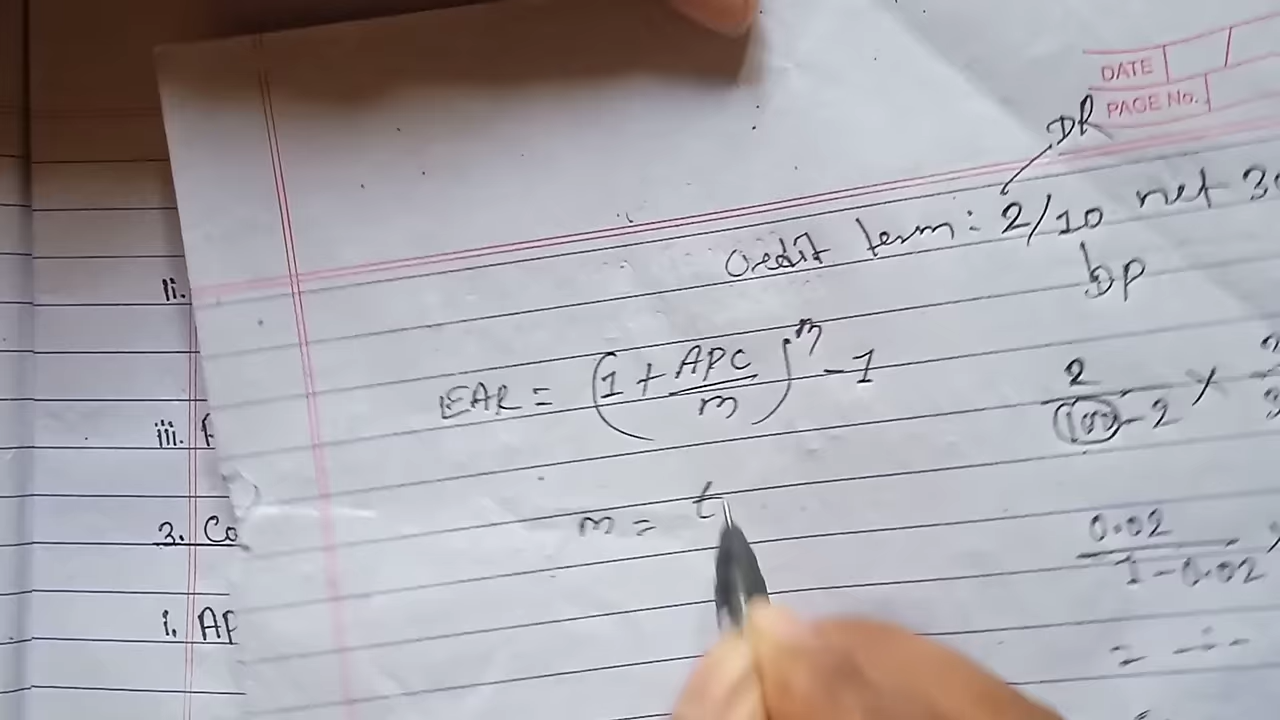 DATE
PAGE No.
DR
Credit term: 2/10 net 30
DP
EAR = (1 + APC/m)^m - 1
2/(100-2) ×
0.02/(1-0.02)
m = t
ii.
iii.
3. Co
i. AP